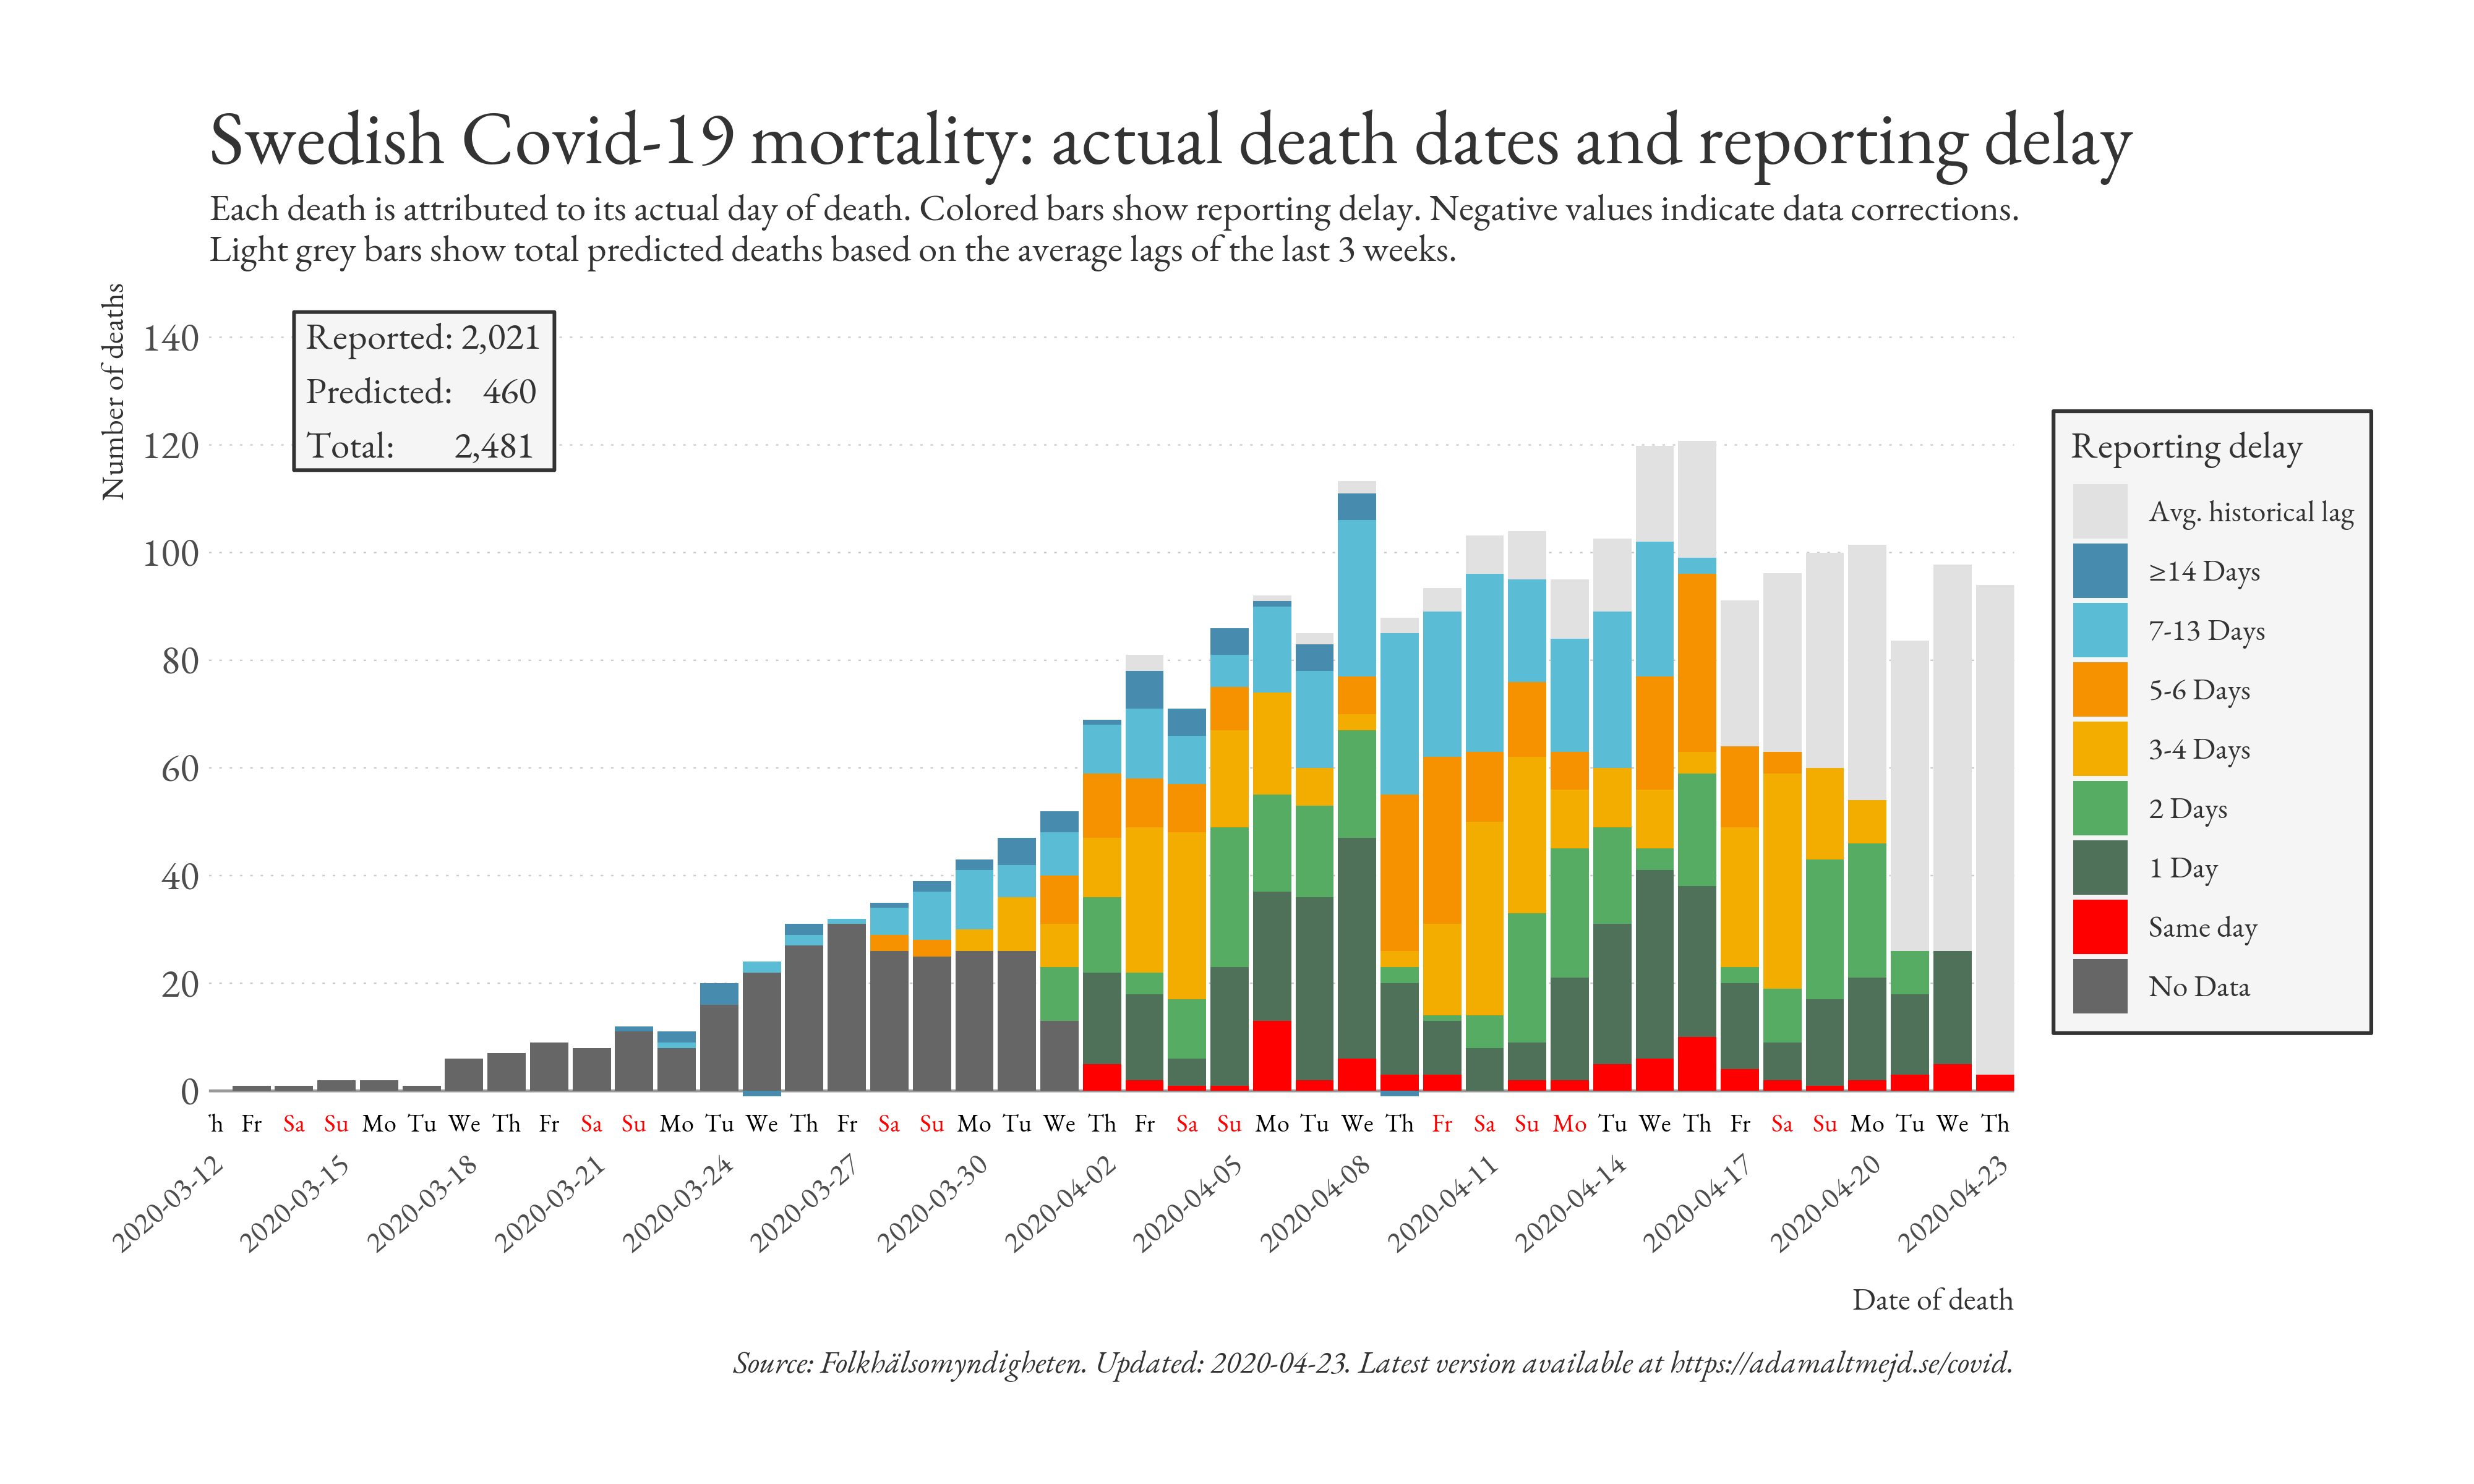 Swedish Covid-19 mortality: actual death dates and reporting delay
Each death is attributed to its actual day of death. Colored bars show reporting delay. Negative values indicate data corrections.
Light grey bars show total predicted deaths based on the average lags of the last 3 weeks.
Number of deaths
140
120
100
80
60
40
20
0
Reported: 2,021
Predicted: 460
Total: 2,481
Reporting delay
Avg. historical lag
≥14 Days
7-13 Days
5-6 Days
3-4 Days
2 Days
1 Day
Same day
No Data
h Fr Sa Su Mo Tu We Th Fr Sa Su Mo Tu We Th Fr Sa Su Mo Tu We Th Fr Sa Su Mo Tu We Th Fr Sa Su Mo Tu We Th Fr Sa Su Mo Tu We Th
2020-03-12 2020-03-15 2020-03-18 2020-03-21 2020-03-24 2020-03-27 2020-03-30 2020-04-02 2020-04-05 2020-04-08 2020-04-11 2020-04-14 2020-04-17 2020-04-20 2020-04-23
Date of death
Source: Folkhälsomyndigheten. Updated: 2020-04-23. Latest version available at https://adamaltmejd.se/covid.